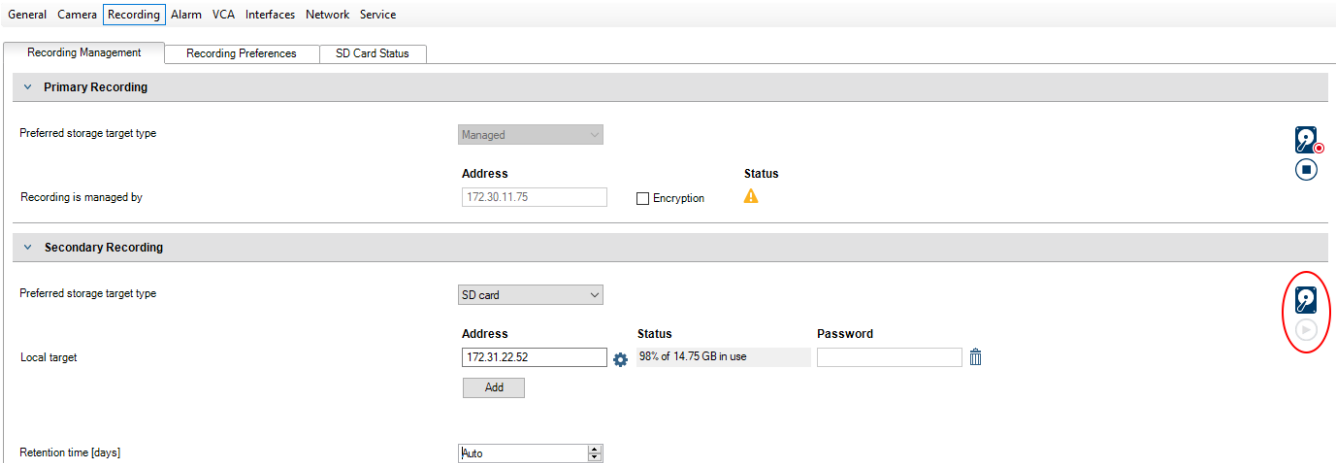 General Camera Recording Alarm VCA Interfaces Network Service
Recording Management Recording Preferences SD Card Status
Primary Recording
Preferred storage target type Managed
Address Status
Recording is managed by 172.30.11.75 Encryption
Secondary Recording
Preferred storage target type SD card
Address Status Password
Local target 172.31.22.52 98% of 14.75 GB in use
Add
Retention time [days] Auto